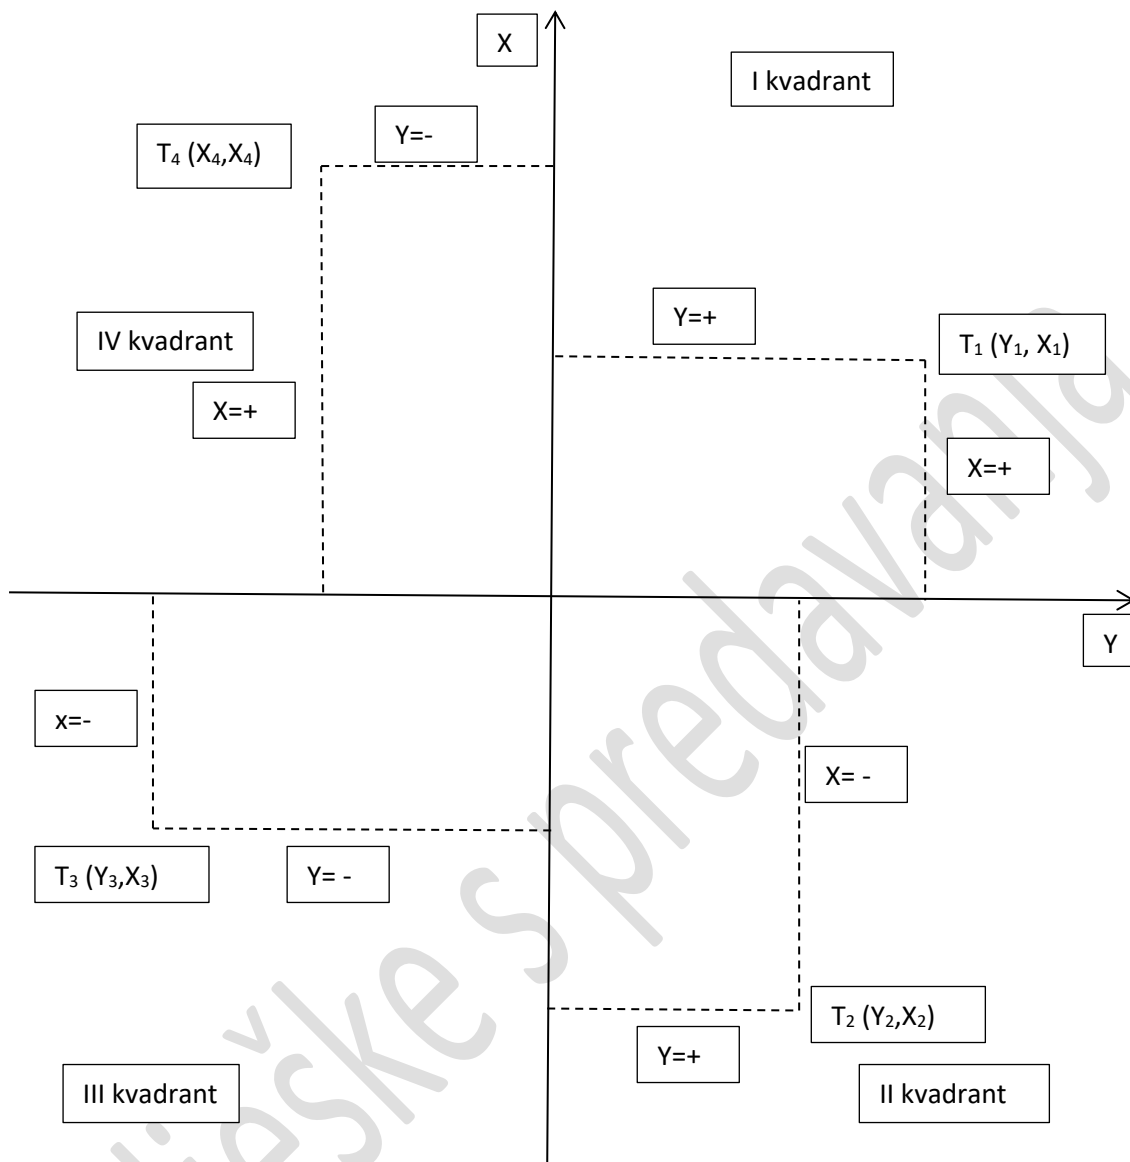 X
I kvadrant
Y=-
T₄ (X₄,X₄)
Y=+
IV kvadrant
T₁ (Y₁, X₁)
X=+
X=+
Y
x=-
X= -
T₃ (Y₃,X₃)
Y= -
T₂ (Y₂,X₂)
Y=+
III kvadrant
II kvadrant
s predavanja